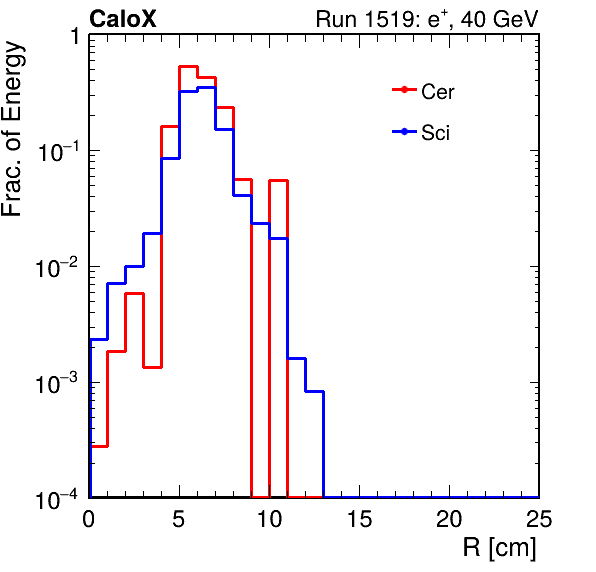 CaloX Run 1519: e⁺, 40 GeV
Frac. of Energy
1
10⁻¹
10⁻²
10⁻³
10⁻⁴
Cer
Sci
0 5 10 15 20 25
R [cm]